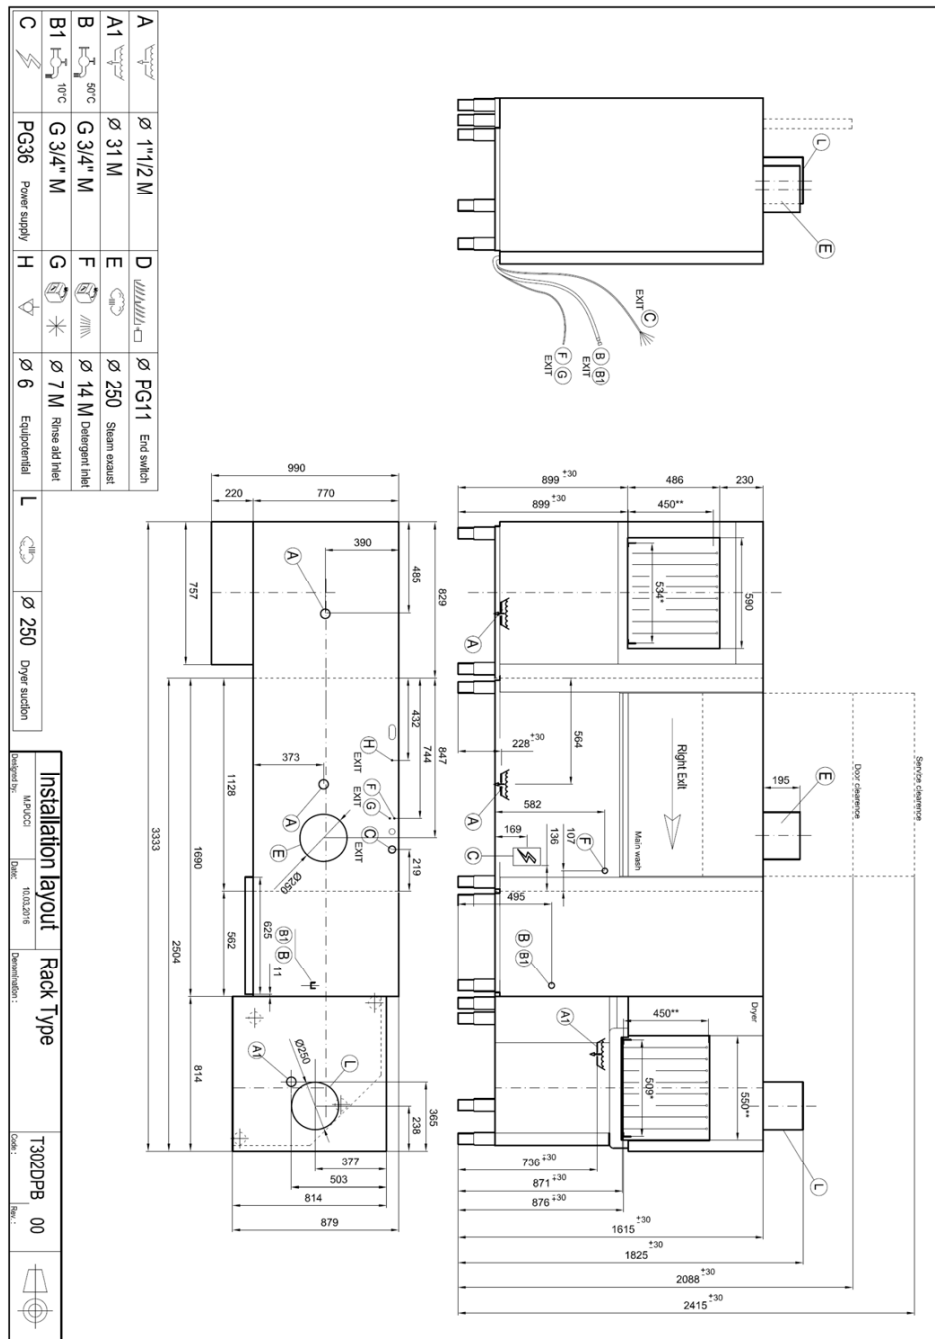 A Ø 1"1/2 M D Ø PG11 End switch
A1 Ø 31 M E Ø 250 Steam exhaust
B 50°C G 3/4" M F Ø 14 M Detergent inlet
B1 10°C G 3/4" M G Ø 7 M Rinse aid inlet
C PG36 Power supply H Ø 6 Equipotential L Ø 250 Dryer suction
L
E
EXIT C
B B1
EXIT
F G
EXIT
899 ±30
486
230
899 ±30
450**
534*
590
A
228 ±30
564
Right Exit
Main wash
Service clearence
Door clearence
E
195
A
582
169
C
136
107
F
495
B B1
Dryer
450**
A1
509*
550**
L
736 ±30
871 ±30
876 ±30
1615 ±30
1825 ±30
2088 ±30
2415 ±30
990
220
770
390
485
829
757
A
432
744
847
373
H
EXIT
F
G
EXIT
C
EXIT
A
E
Ø250
219
1128
1690
3333
562
625
11
B1 B
2504
814
A1
Ø250
L
365
238
377
503
814
879
Installation layout
Rack Type
T302DPB 00
Designed by: M.PUCCI
Date: 10.03.2016
Denomination :
Code :
Rev. :